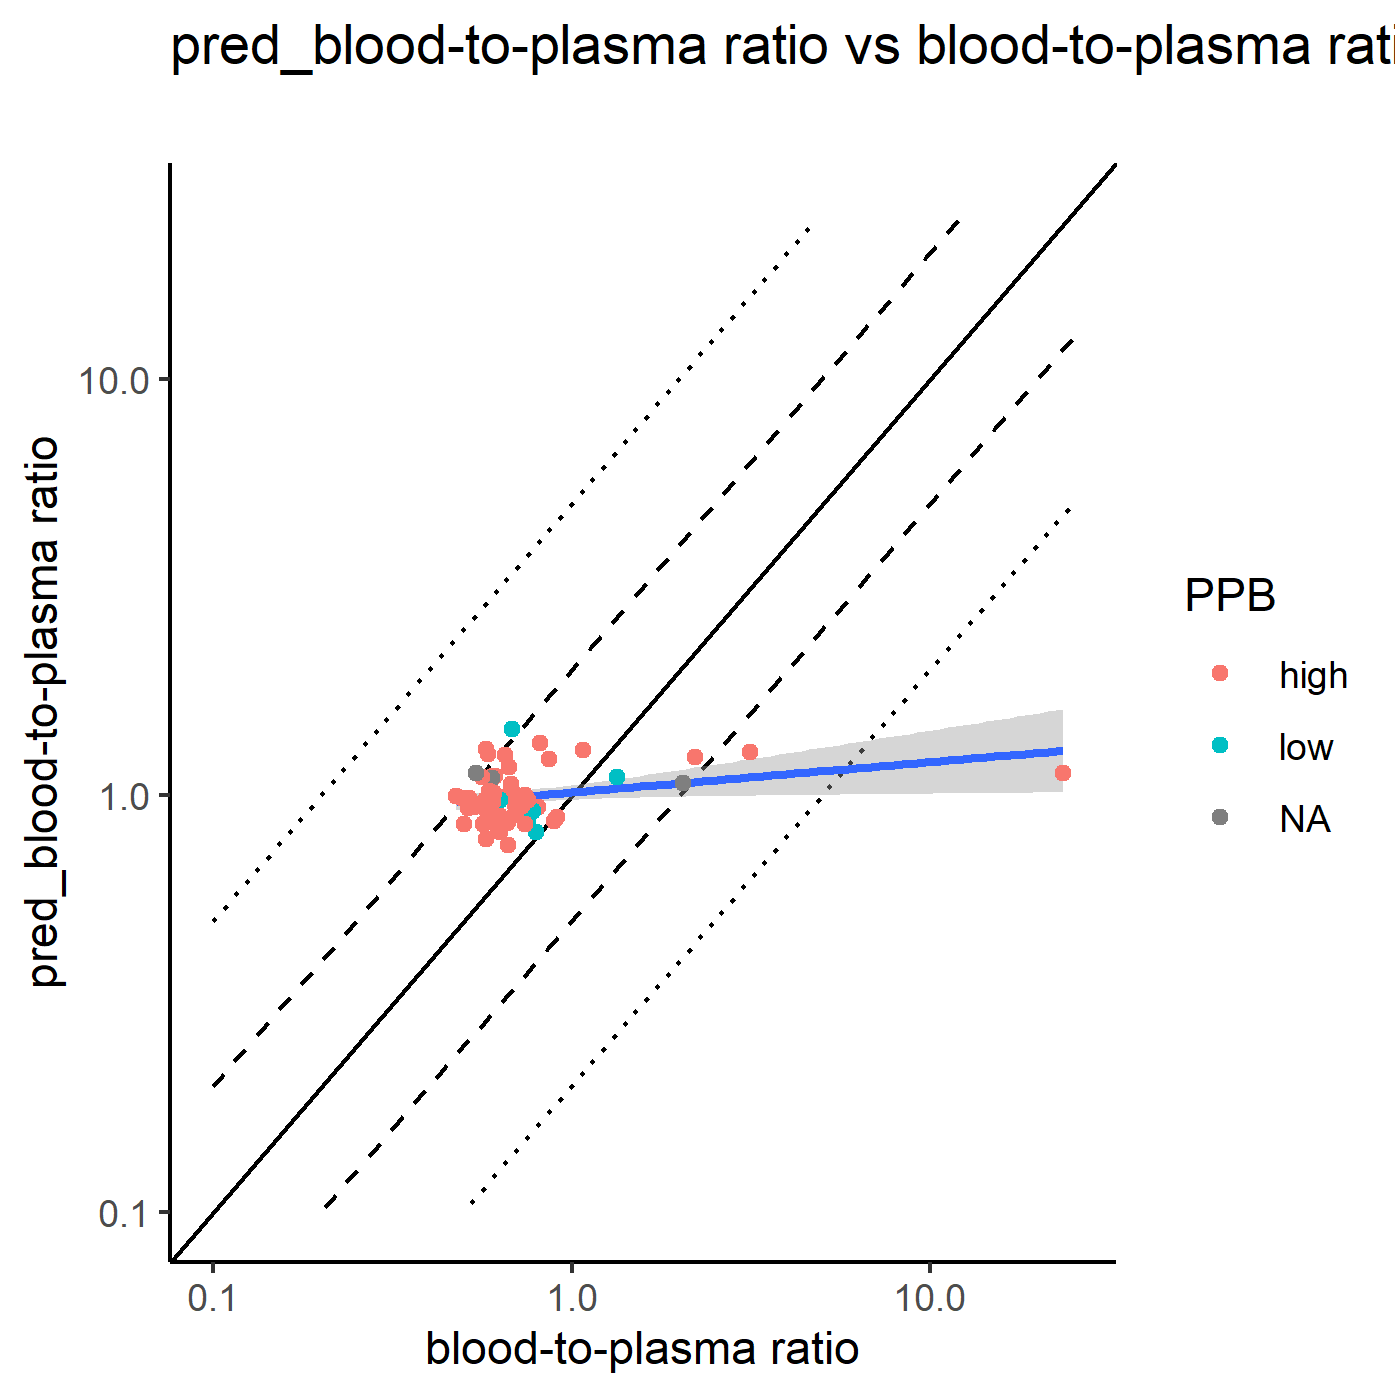 pred_blood-to-plasma ratio vs blood-to-plasma rati
10.0
1.0
0.1
pred_blood-to-plasma ratio
0.1
1.0
10.0
blood-to-plasma ratio
PPB
high
low
NA